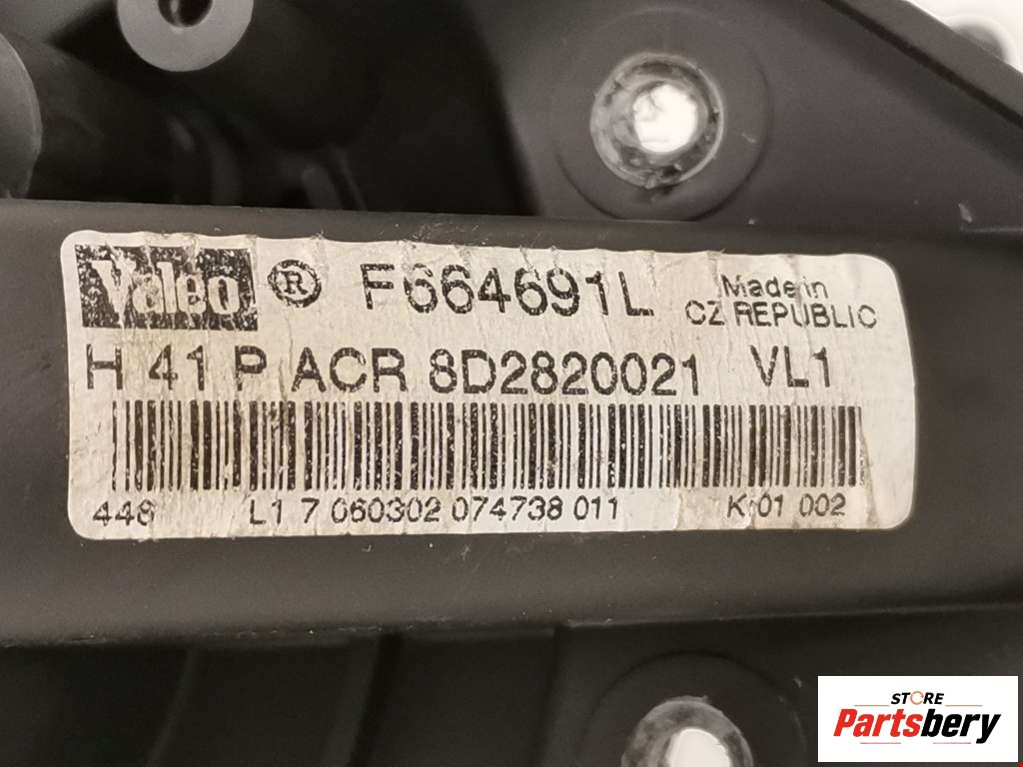 Valeo ® F664691L Made in
CZ REPUBLIC
H 41 P ACR 8D2820021 VL1
448 L1 7 060302 074738 011 K 01 002
STORE
Partsbery